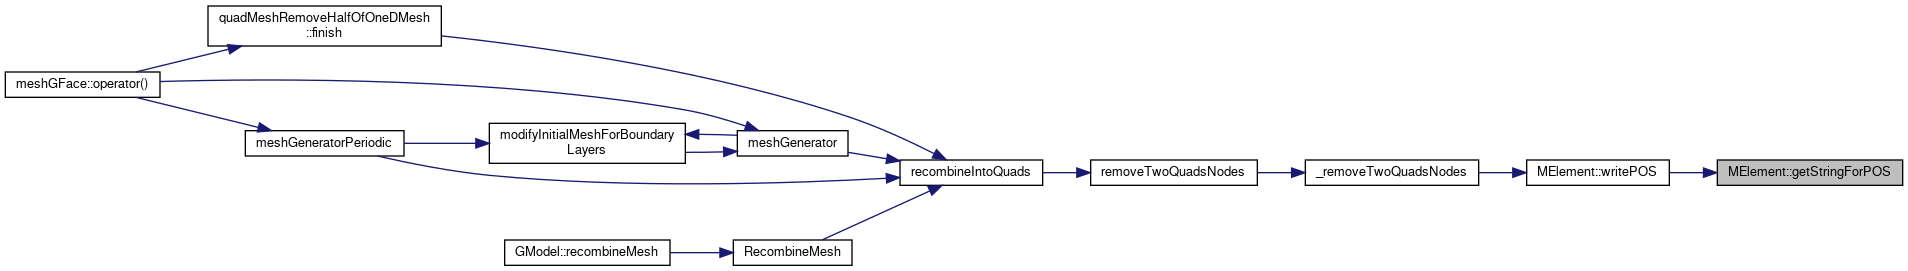 quadMeshRemoveHalfOfOneDMesh
::finish
meshGFace::operator()
meshGeneratorPeriodic
modifyInitialMeshForBoundary
Layers
meshGenerator
recombineIntoQuads
removeTwoQuadsNodes
_removeTwoQuadsNodes
MElement::writePOS
MElement::getStringForPOS
GModel::recombineMesh
RecombineMesh